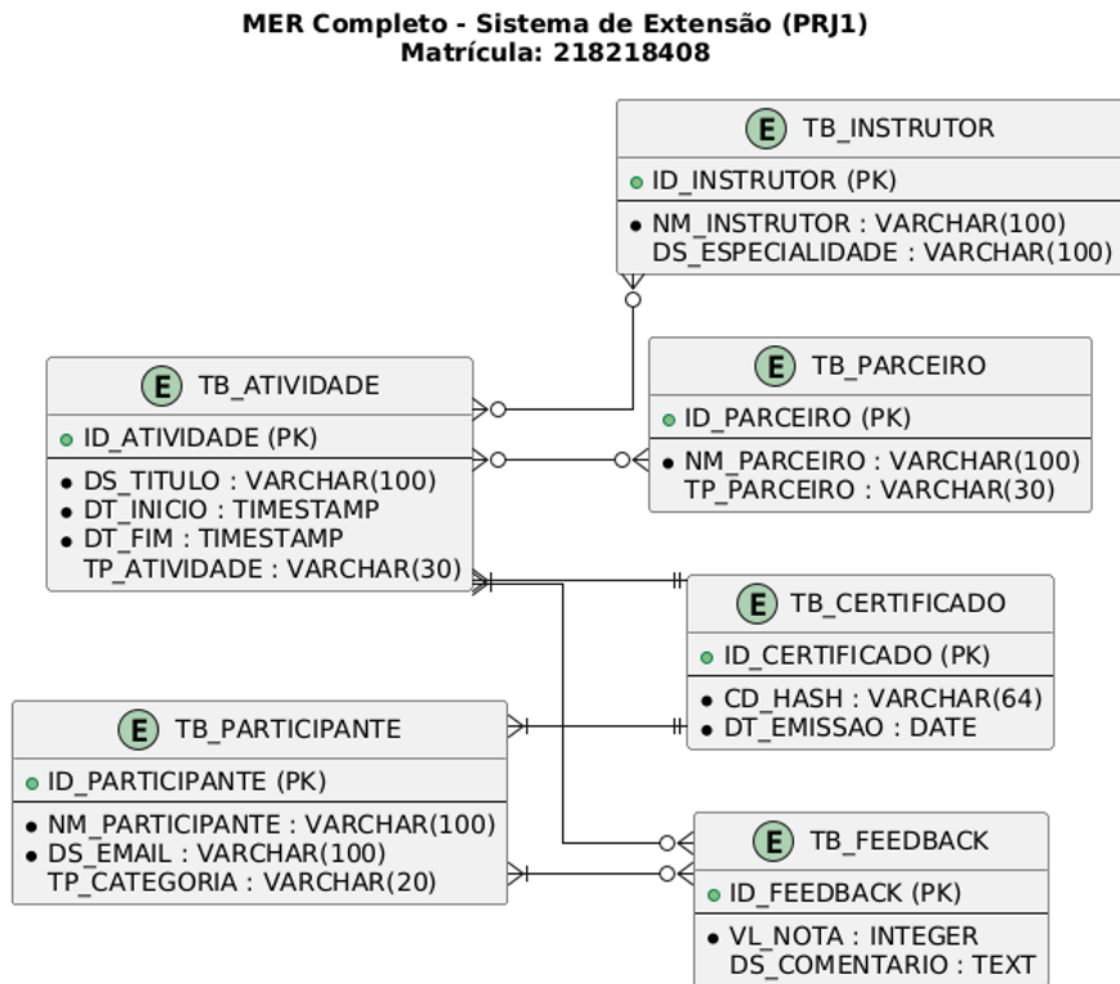 MER Completo - Sistema de Extensão (PRJ1)
Matrícula: 218218408
E TB_INSTRUTOR
ID_INSTRUTOR (PK)
NM_INSTRUTOR : VARCHAR(100)
DS_ESPECIALIDADE : VARCHAR(100)
E TB_PARCEIRO
ID_PARCEIRO (PK)
NM_PARCEIRO : VARCHAR(100)
TP_PARCEIRO : VARCHAR(30)
E TB_ATIVIDADE
ID_ATIVIDADE (PK)
DS_TITULO : VARCHAR(100)
DT_INICIO : TIMESTAMP
DT_FIM : TIMESTAMP
TP_ATIVIDADE : VARCHAR(30)
E TB_CERTIFICADO
ID_CERTIFICADO (PK)
CD_HASH : VARCHAR(64)
DT_EMISSAO : DATE
E TB_PARTICIPANTE
ID_PARTICIPANTE (PK)
NM_PARTICIPANTE : VARCHAR(100)
DS_EMAIL : VARCHAR(100)
TP_CATEGORIA : VARCHAR(20)
E TB_FEEDBACK
ID_FEEDBACK (PK)
VL_NOTA : INTEGER
DS_COMENTARIO : TEXT